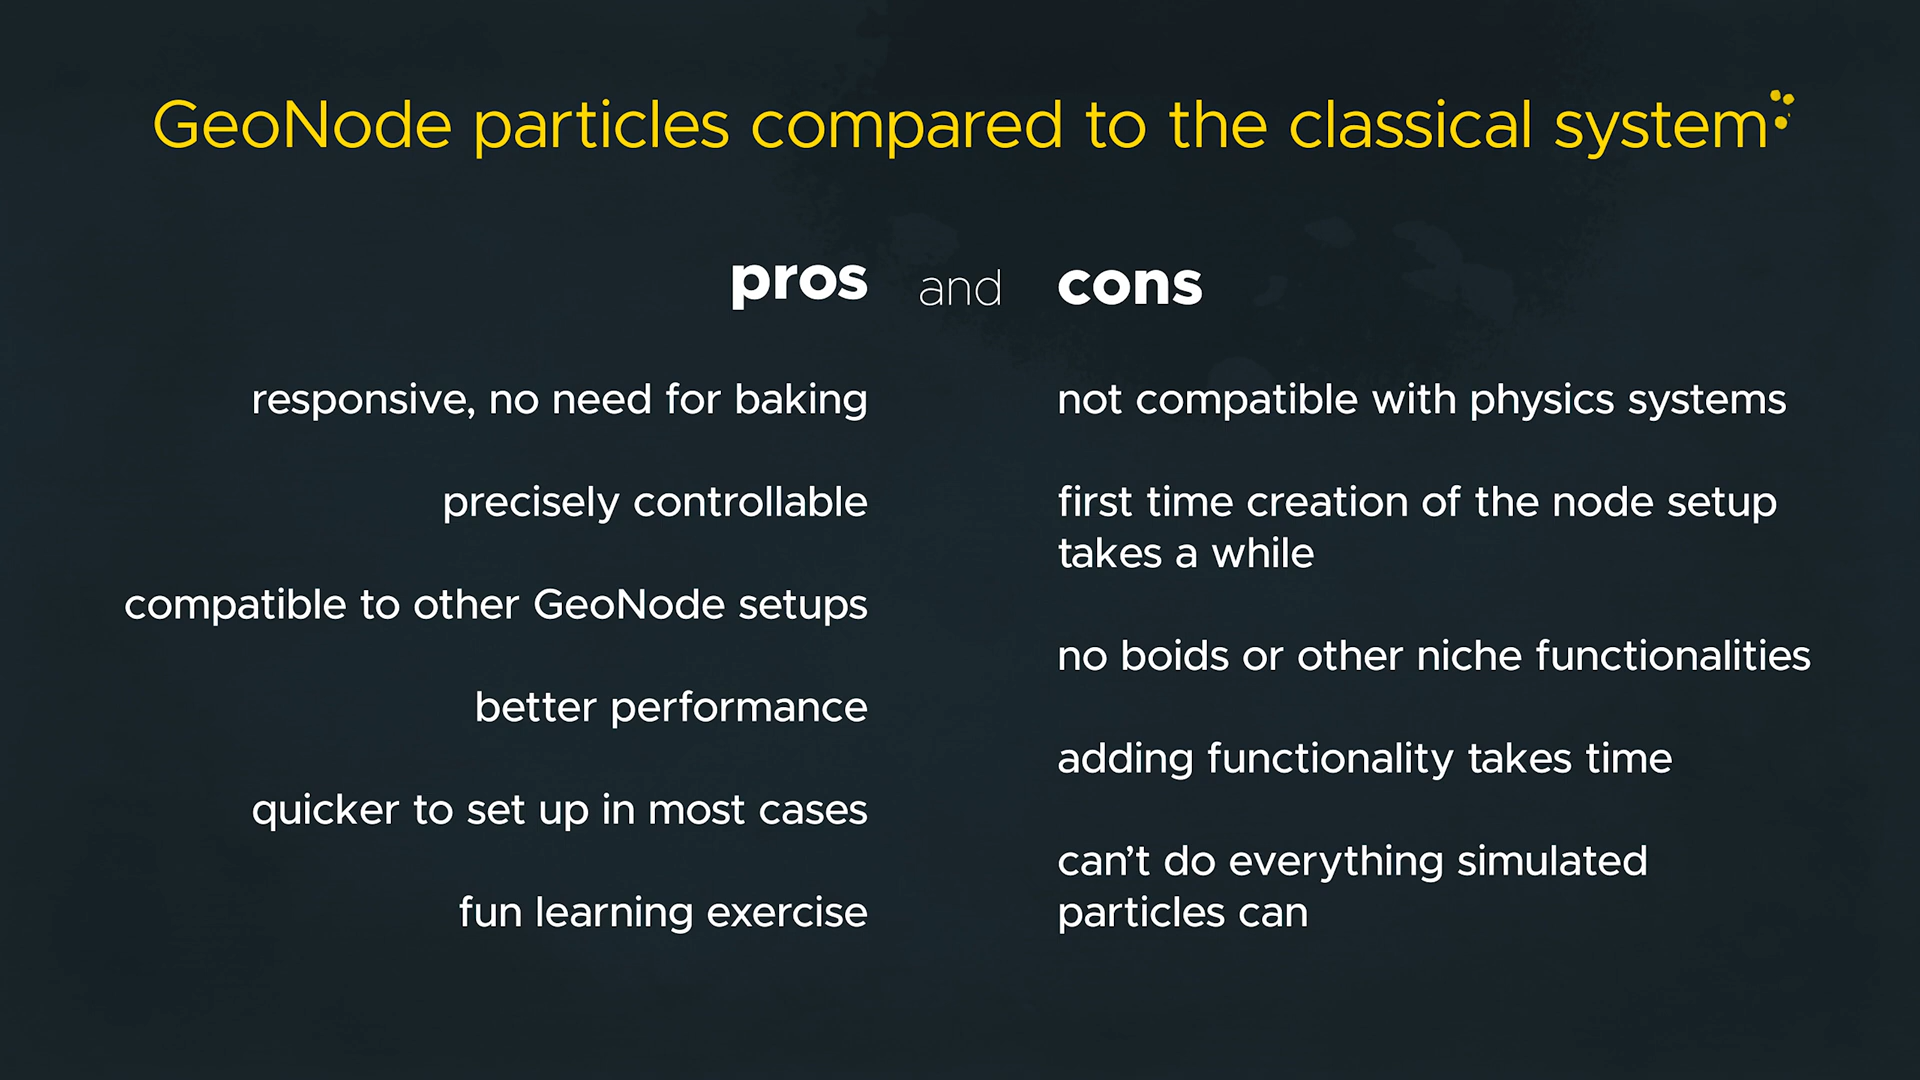 GeoNode particles compared to the classical system
pros and cons
responsive, no need for baking
precisely controllable
compatible to other GeoNode setups
better performance
quicker to set up in most cases
fun learning exercise
not compatible with physics systems
first time creation of the node setup
takes a while
no boids or other niche functionalities
adding functionality takes time
can’t do everything simulated
particles can